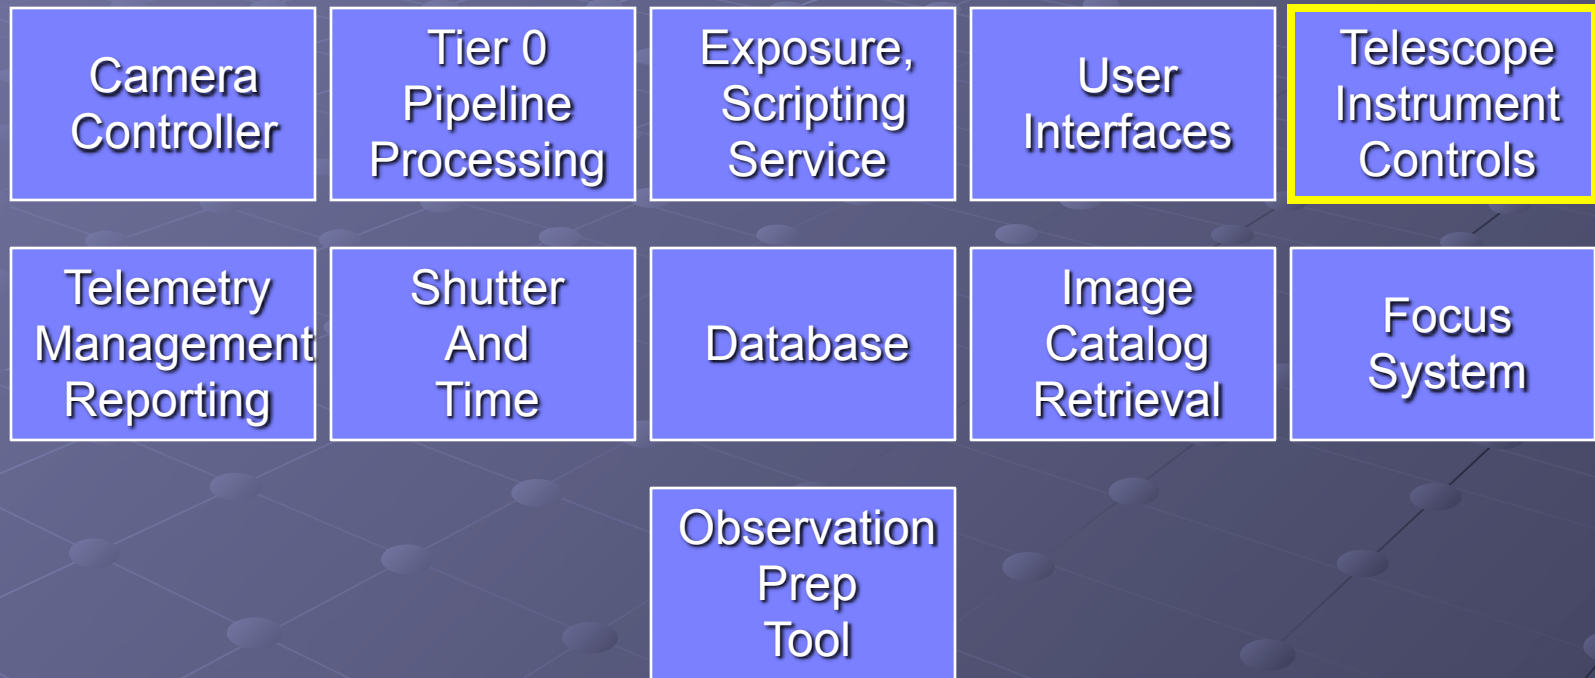 Camera
Controller
Tier 0
Pipeline
Processing
Exposure,
Scripting
Service
User
Interfaces
Telescope
Instrument
Controls
Telemetry
Management
Reporting
Shutter
And
Time
Database
Image
Catalog
Retrieval
Focus
System
Observation
Prep
Tool